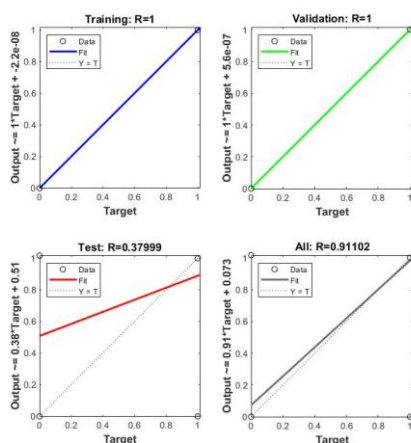 Training: R=1
Output ~= 1*Target + -2.2e-08
1
0.8
0.6
0.4
0.2
0
Data
Fit
Y = T
0 0.2 0.4 0.6 0.8 1
Target
Validation: R=1
Output ~= 1*Target + 5.6e-07
1
0.8
0.6
0.4
0.2
0
Data
Fit
Y = T
0 0.2 0.4 0.6 0.8 1
Target
Test: R=0.37999
Output ~= 0.38*Target + 0.51
1
0.8
0.6
0.4
0.2
0
Data
Fit
Y = T
0 0.2 0.4 0.6 0.8 1
Target
All: R=0.91102
Output ~= 0.91*Target + 0.073
1
0.8
0.6
0.4
0.2
0
Data
Fit
Y = T
0 0.2 0.4 0.6 0.8 1
Target